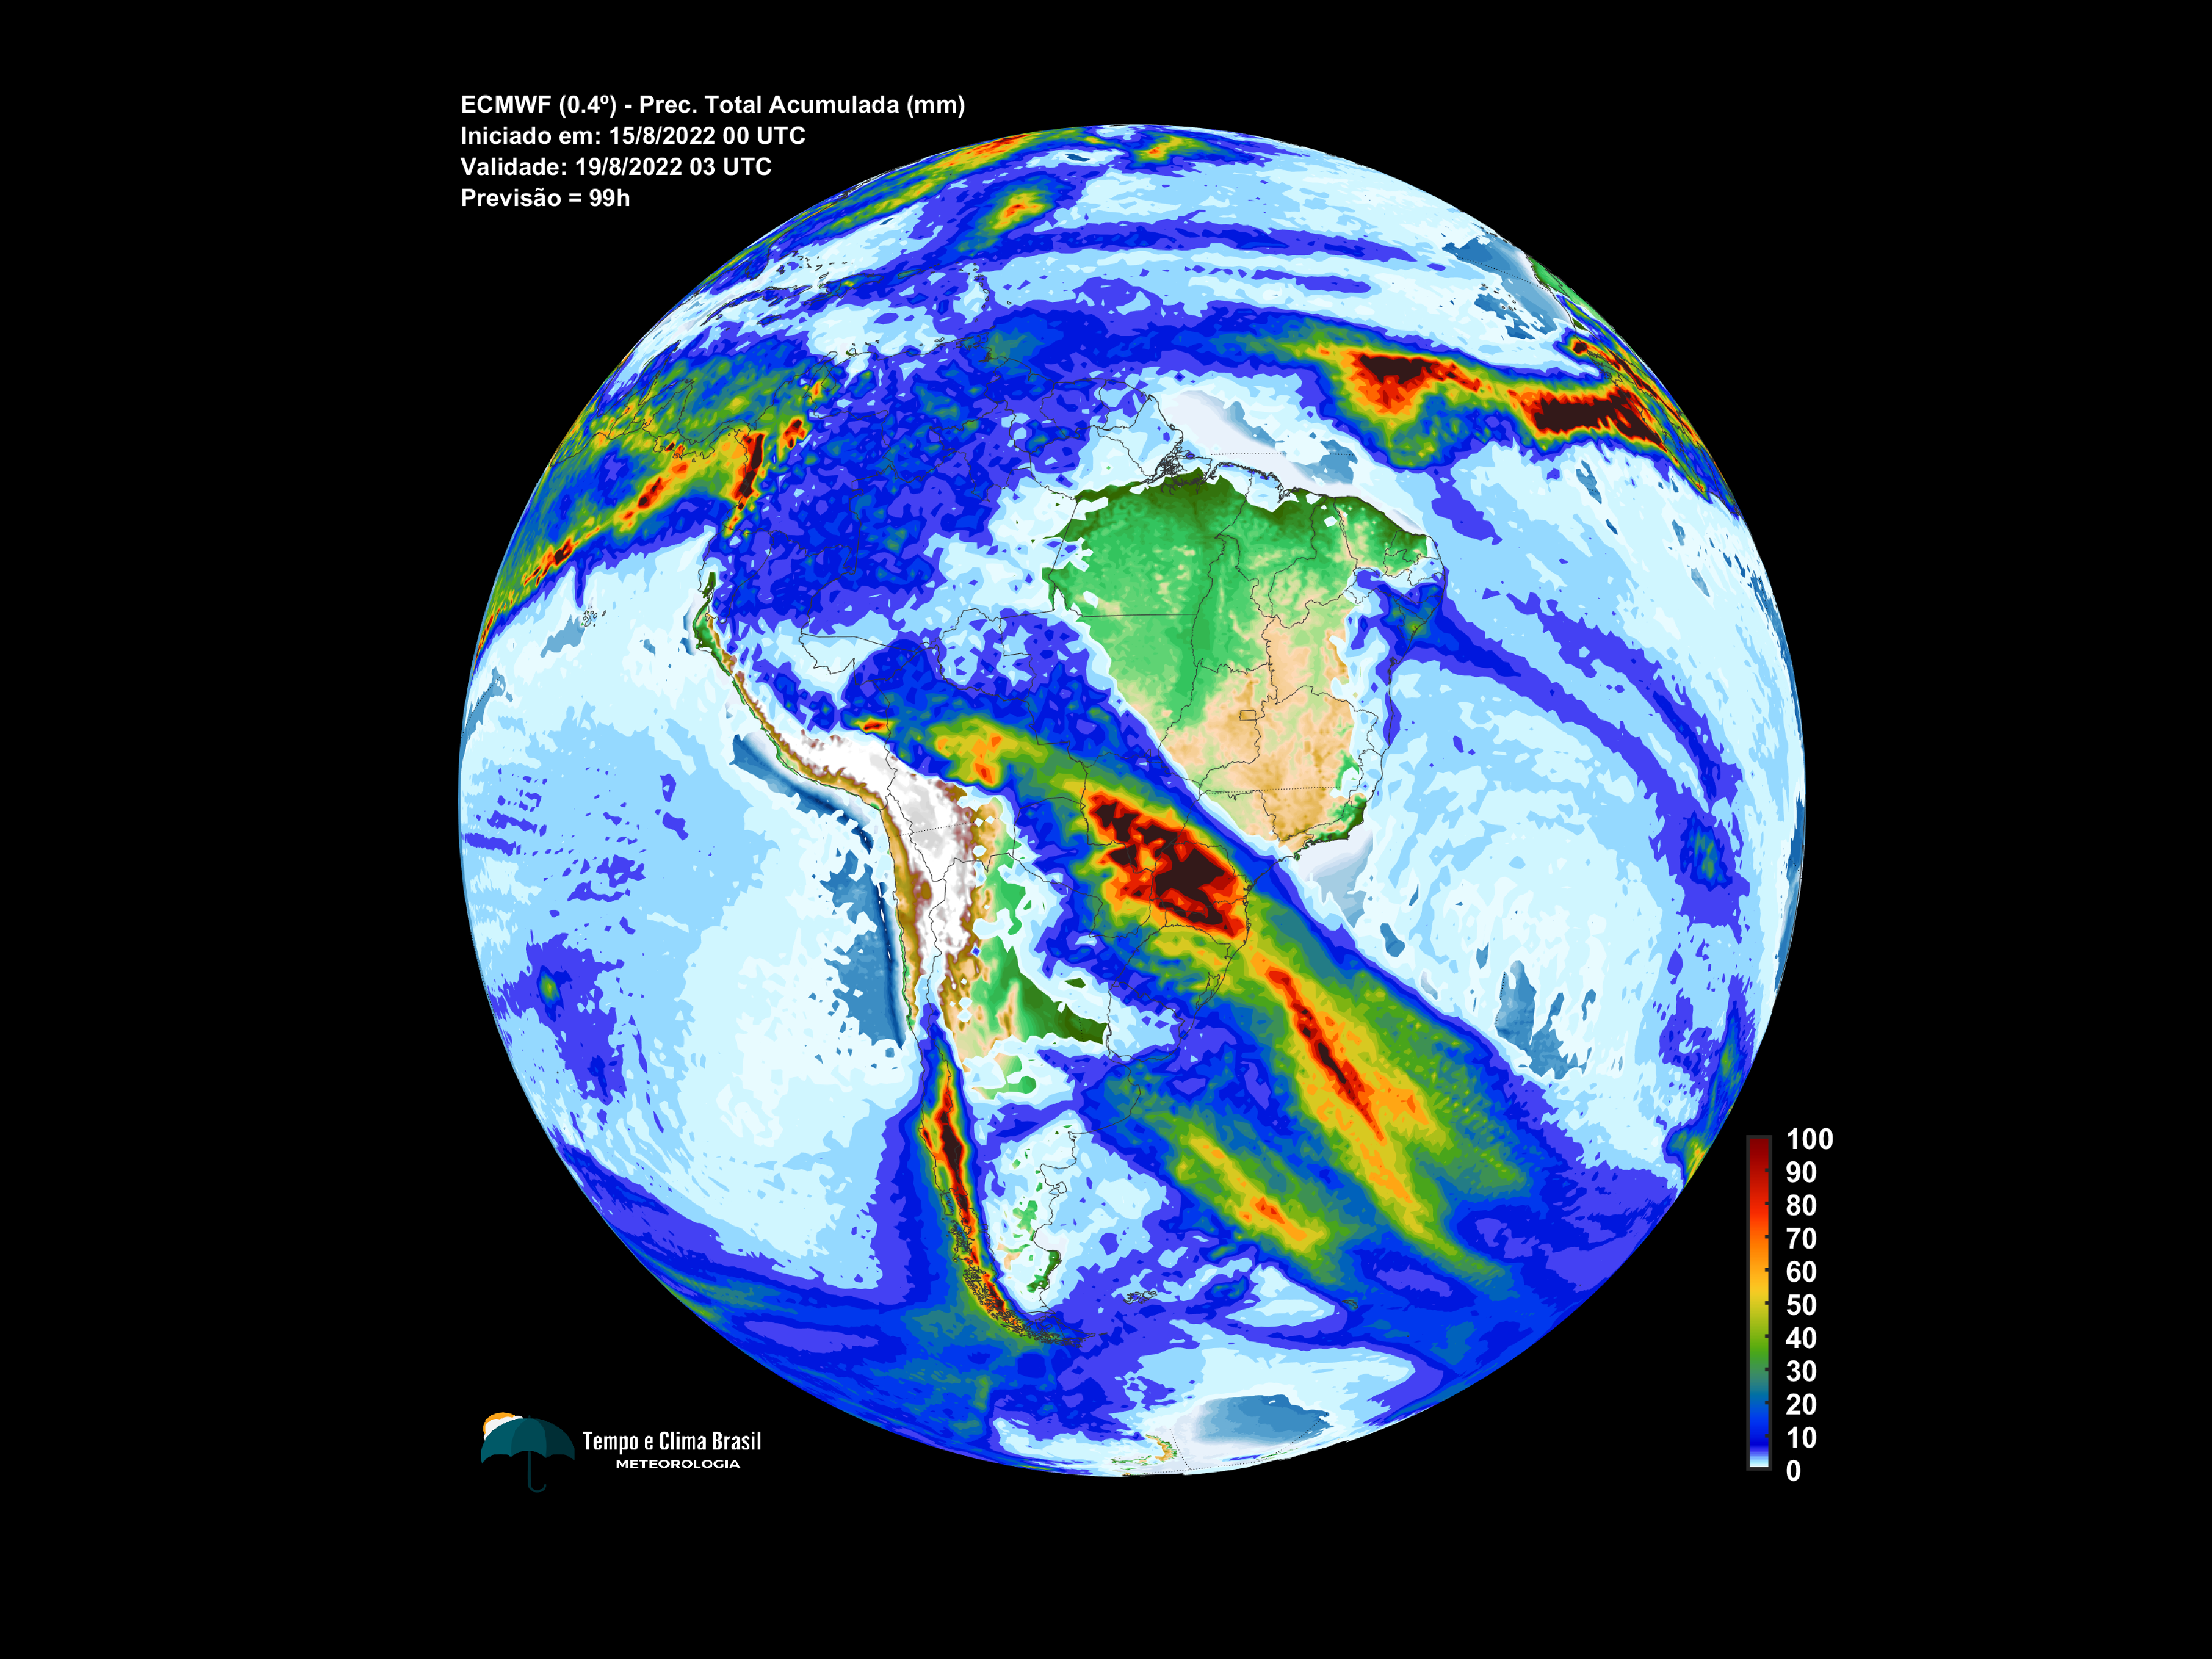 ECMWF (0.4º) - Prec. Total Acumulada (mm)
Iniciado em: 15/8/2022 00 UTC
Validade: 19/8/2022 03 UTC
Previsão = 99h
100
90
80
70
60
50
40
30
20
10
0
Tempo e Clima Brasil
METEOROLOGIA